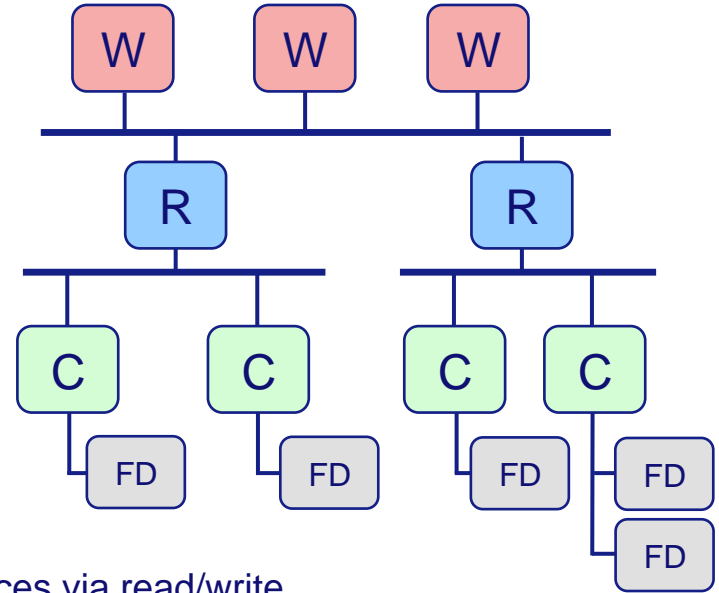 W W W
R R
C C C C
FD FD FD FD
FD
ces via read/write